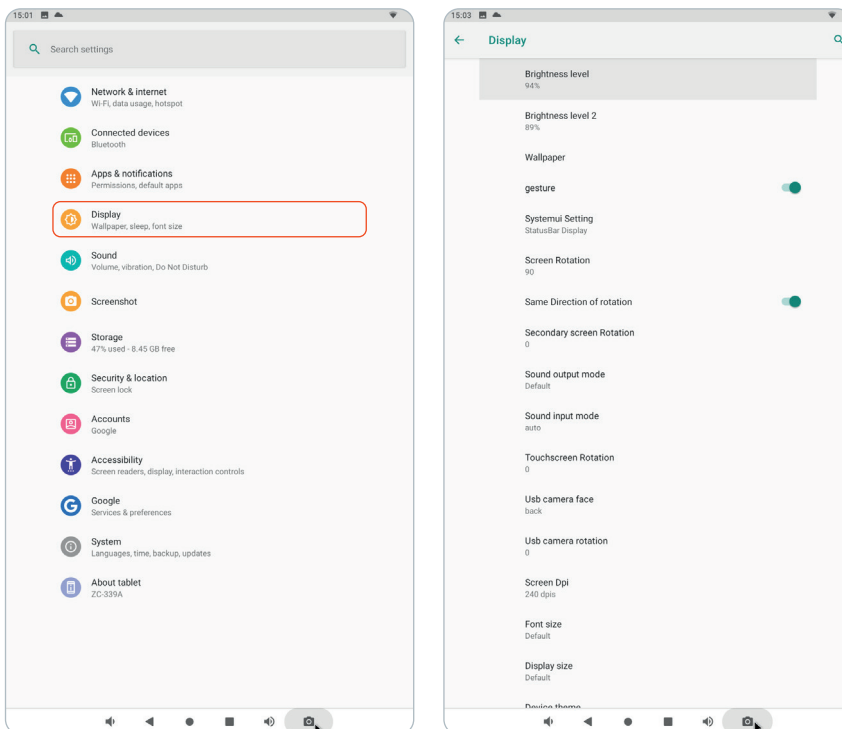 15:01
Search settings
Network & internet
Wi-Fi, data usage, hotspot
Connected devices
Bluetooth
Apps & notifications
Permissions, default apps
Display
Wallpaper, sleep, font size
Sound
Volume, vibration, Do Not Disturb
Screenshot
Storage
47% used - 8.45 GB free
Security & location
Screen lock
Accounts
Google
Accessibility
Screen readers, display, interaction controls
Google
Services & preferences
System
Languages, time, backup, updates
About tablet
ZC-339A
15:03
Display
Brightness level
94%
Brightness level 2
89%
Wallpaper
gesture
Systemui Setting
StatusBar Display
Screen Rotation
90
Same Direction of rotation
Secondary screen Rotation
0
Sound output mode
Default
Sound input mode
auto
Touchscreen Rotation
0
Usb camera face
back
Usb camera rotation
0
Screen Dpi
240 dpis
Font size
Default
Display size
Default
Device theme